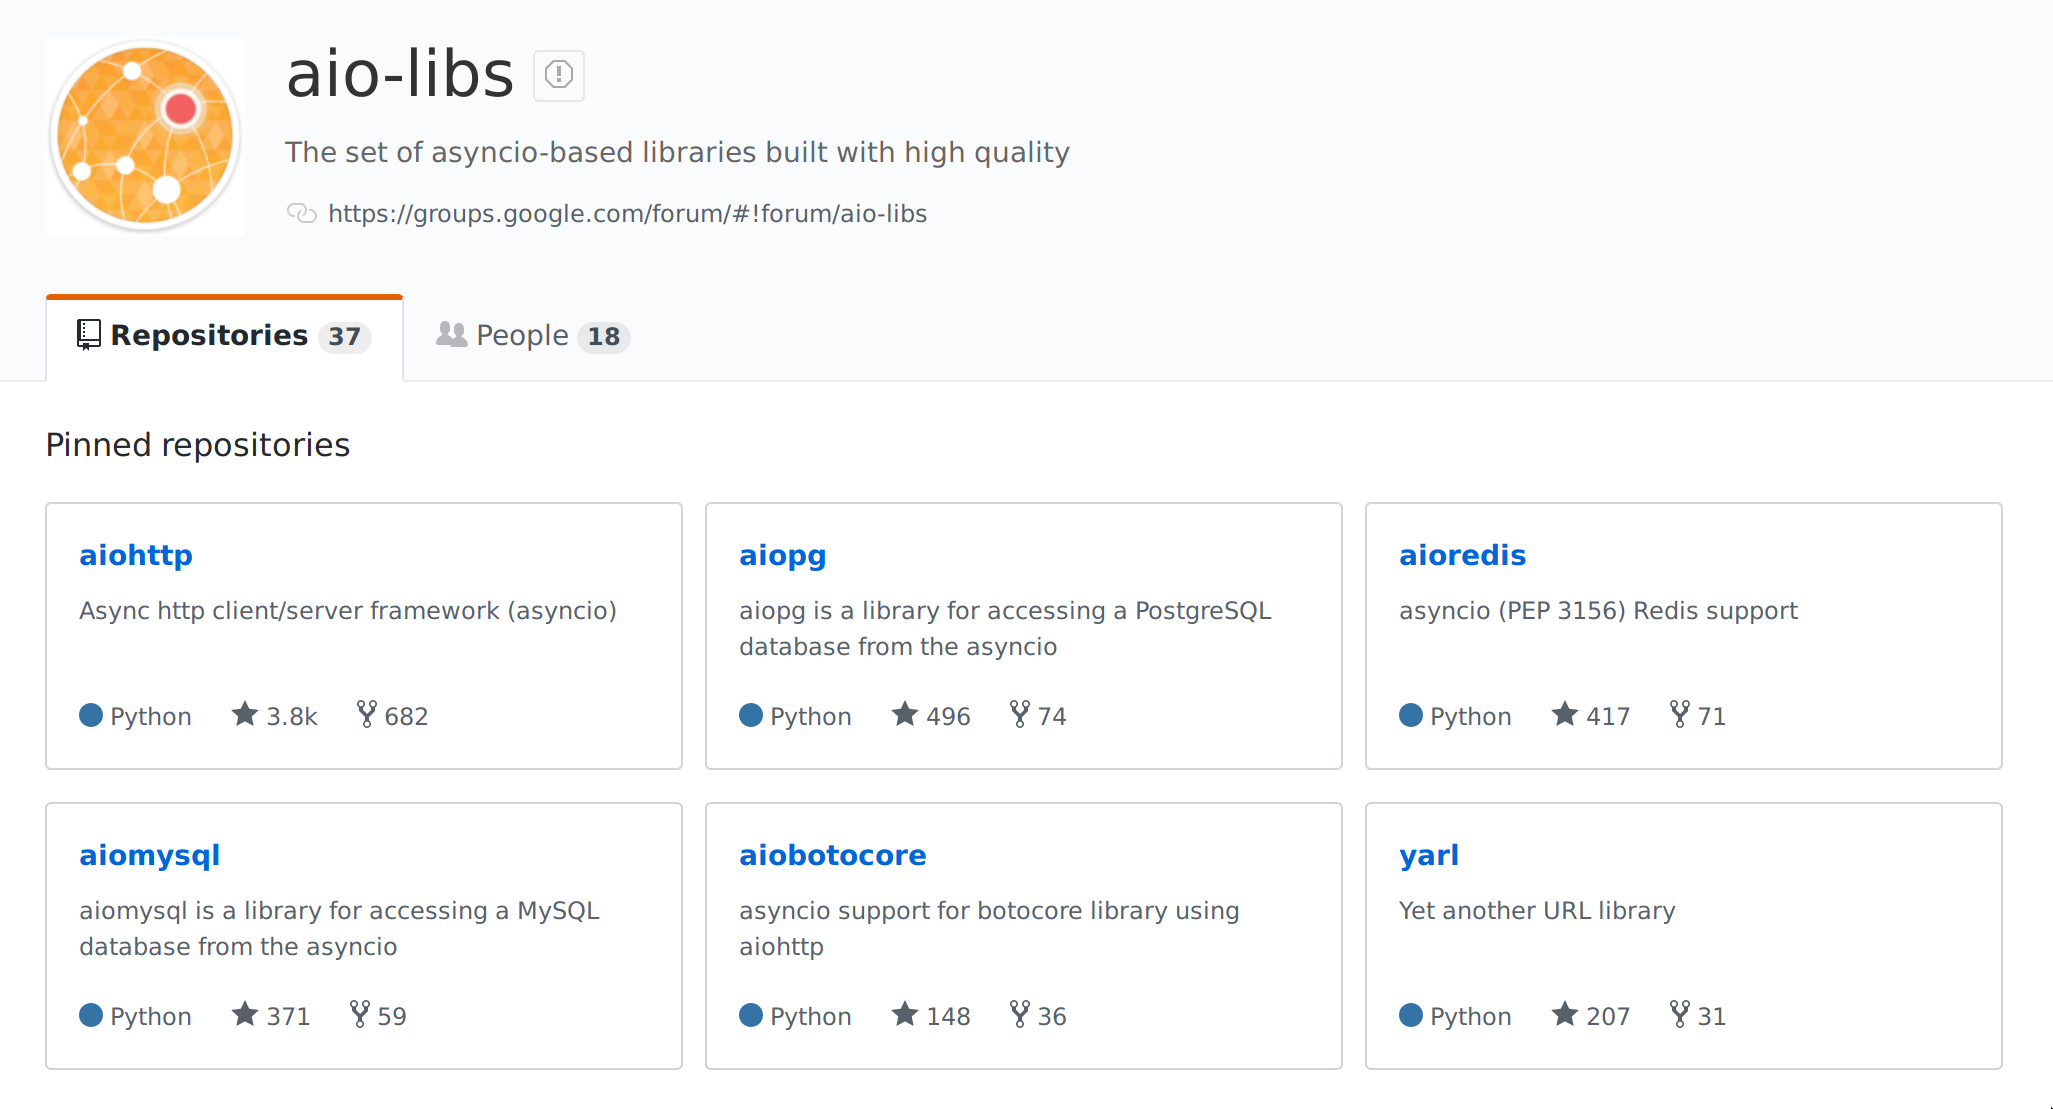 aio-libs
The set of asyncio-based libraries built with high quality
https://groups.google.com/forum/#!forum/aio-libs
Repositories 37 People 18
Pinned repositories
aiohttp
Async http client/server framework (asyncio)
Python 3.8k 682
aiopg
aiopg is a library for accessing a PostgreSQL
database from the asyncio
Python 496 74
aioredis
asyncio (PEP 3156) Redis support
Python 417 71
aiomysql
aiomysql is a library for accessing a MySQL
database from the asyncio
Python 371 59
aiobotocore
asyncio support for botocore library using
aiohttp
Python 148 36
yarl
Yet another URL library
Python 207 31